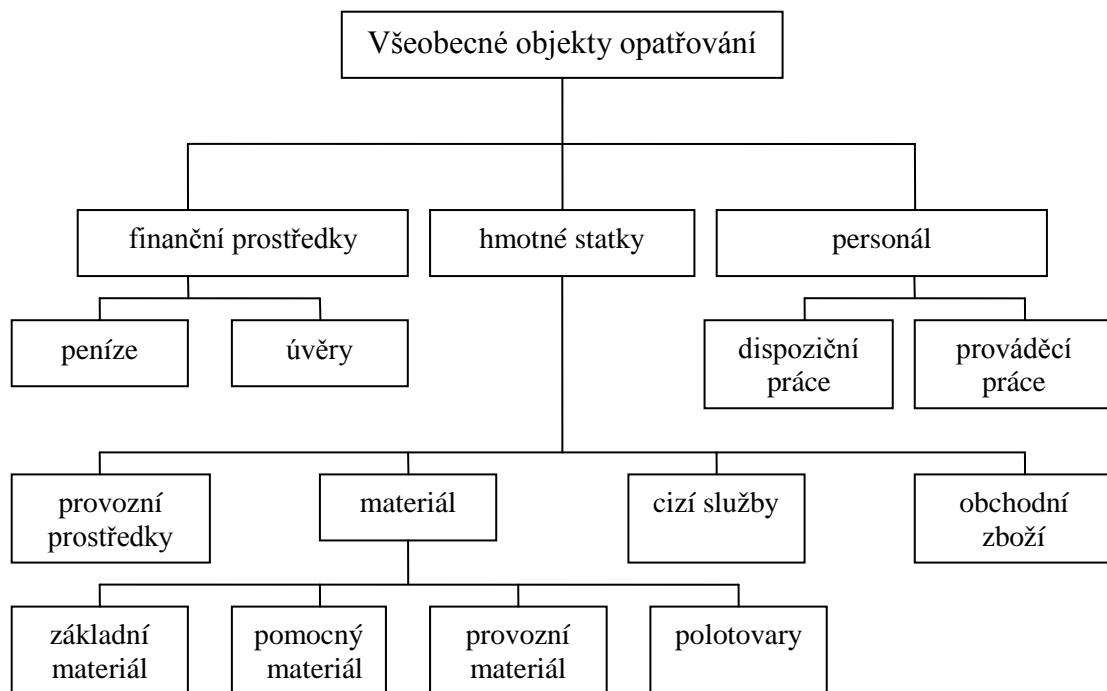 Všeobecné objekty opatřování
finanční prostředky
hmotné statky
personál
peníze
úvěry
dispoziční
práce
prováděcí
práce
provozní
prostředky
materiál
cizí služby
obchodní
zboží
základní
materiál
pomocný
materiál
provozní
materiál
polotovary